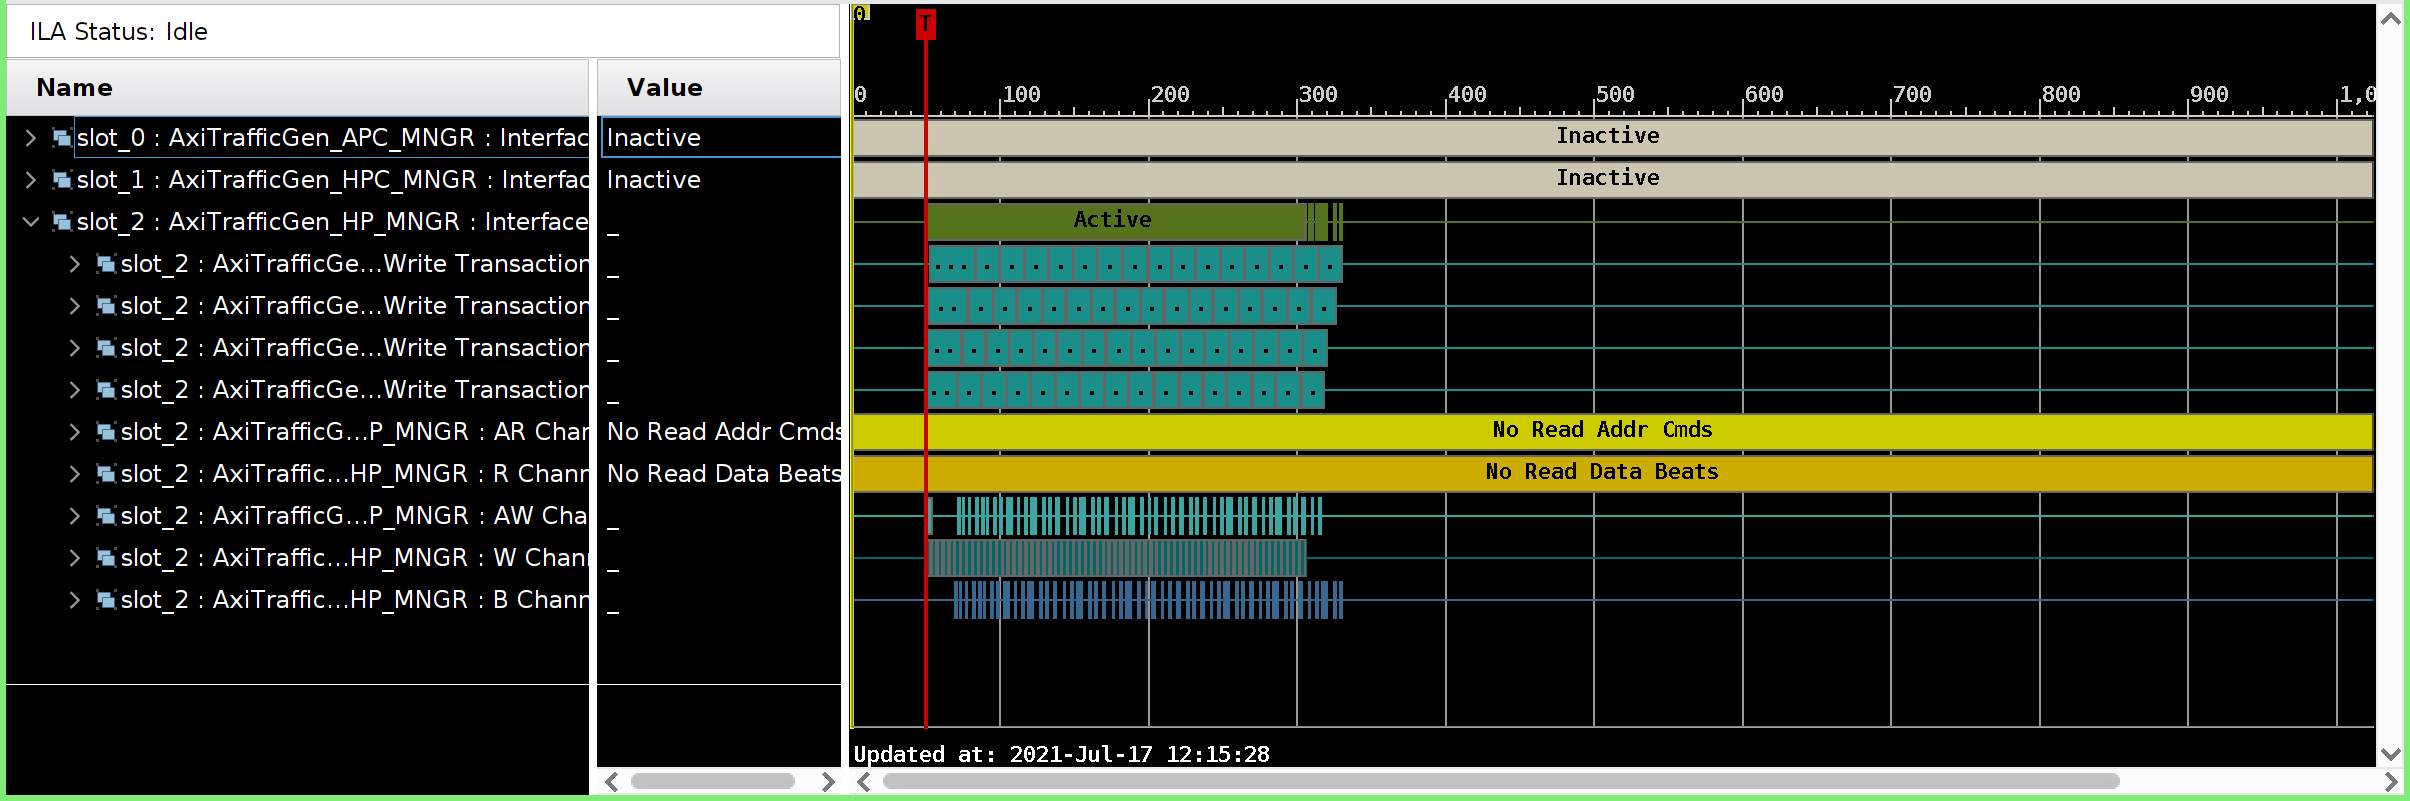 ILA Status: Idle
Name Value
0
T
0 100 200 300 400 500 600 700 800 900 1,0
slot_0 : AxiTrafficGen_APC_MNGR : Interfac Inactive Inactive
slot_1 : AxiTrafficGen_HPC_MNGR : Interfac Inactive Inactive
slot_2 : AxiTrafficGen_HP_MNGR : Interface _ Active
slot_2 : AxiTrafficGe...Write Transaction _
slot_2 : AxiTrafficGe...Write Transaction _
slot_2 : AxiTrafficGe...Write Transaction _
slot_2 : AxiTrafficGe...Write Transaction _
slot_2 : AxiTrafficG...P_MNGR : AR Char No Read Addr Cmds No Read Addr Cmds
slot_2 : AxiTraffic...HP_MNGR : R Chann No Read Data Beats No Read Data Beats
slot_2 : AxiTrafficG...P_MNGR : AW Cha _
slot_2 : AxiTraffic...HP_MNGR : W Chann _
slot_2 : AxiTraffic...HP_MNGR : B Chann _
Updated at: 2021-Jul-17 12:15:28